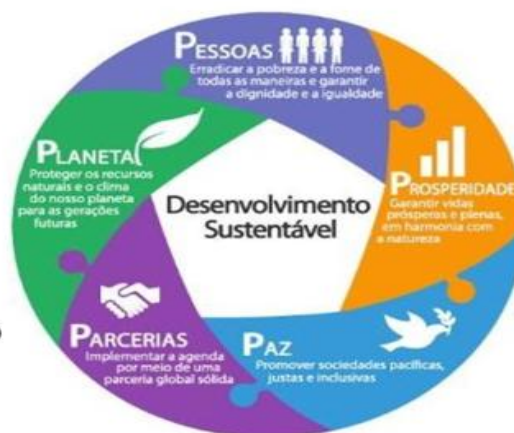 PESSOAS
Erradicar a pobreza e a fome de
todas as maneiras e garantir
a dignidade e a igualdade
PROSPERIDADE
Garantir vidas
prósperas e plenas,
em harmonia com
a natureza
PAZ
Promover sociedades pacíficas,
justas e inclusivas
PARCERIAS
Implementar a agenda
por meio de uma
parceria global sólida
PLANETA
Proteger os recursos
naturais e o clima
do nosso planeta
para as gerações
futuras
Desenvolvimento
Sustentável